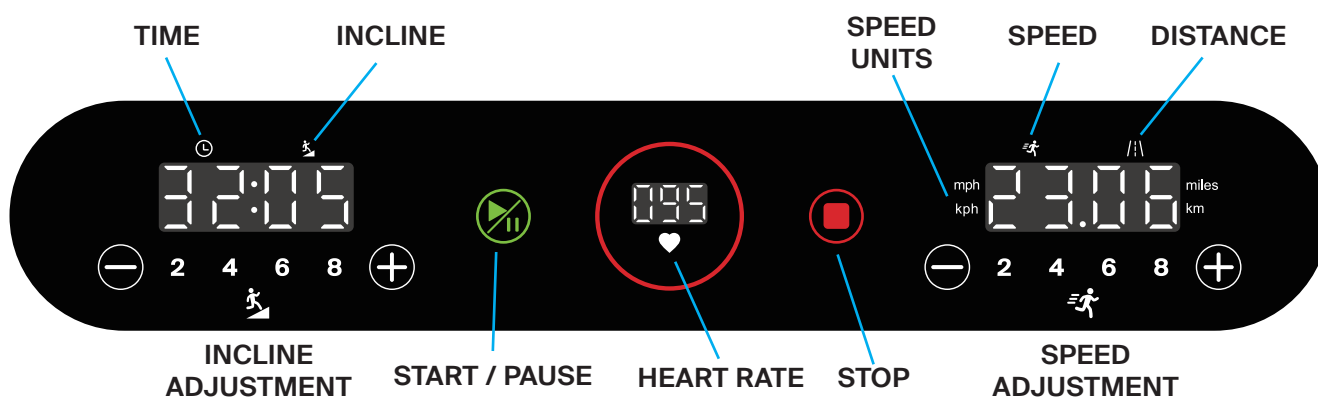 TIME
INCLINE
SPEED
UNITS
SPEED
DISTANCE
32:05
095
mph
kph
23.06
miles
km
2 4 6 8
2 4 6 8
INCLINE
ADJUSTMENT
START / PAUSE
HEART RATE
STOP
SPEED
ADJUSTMENT